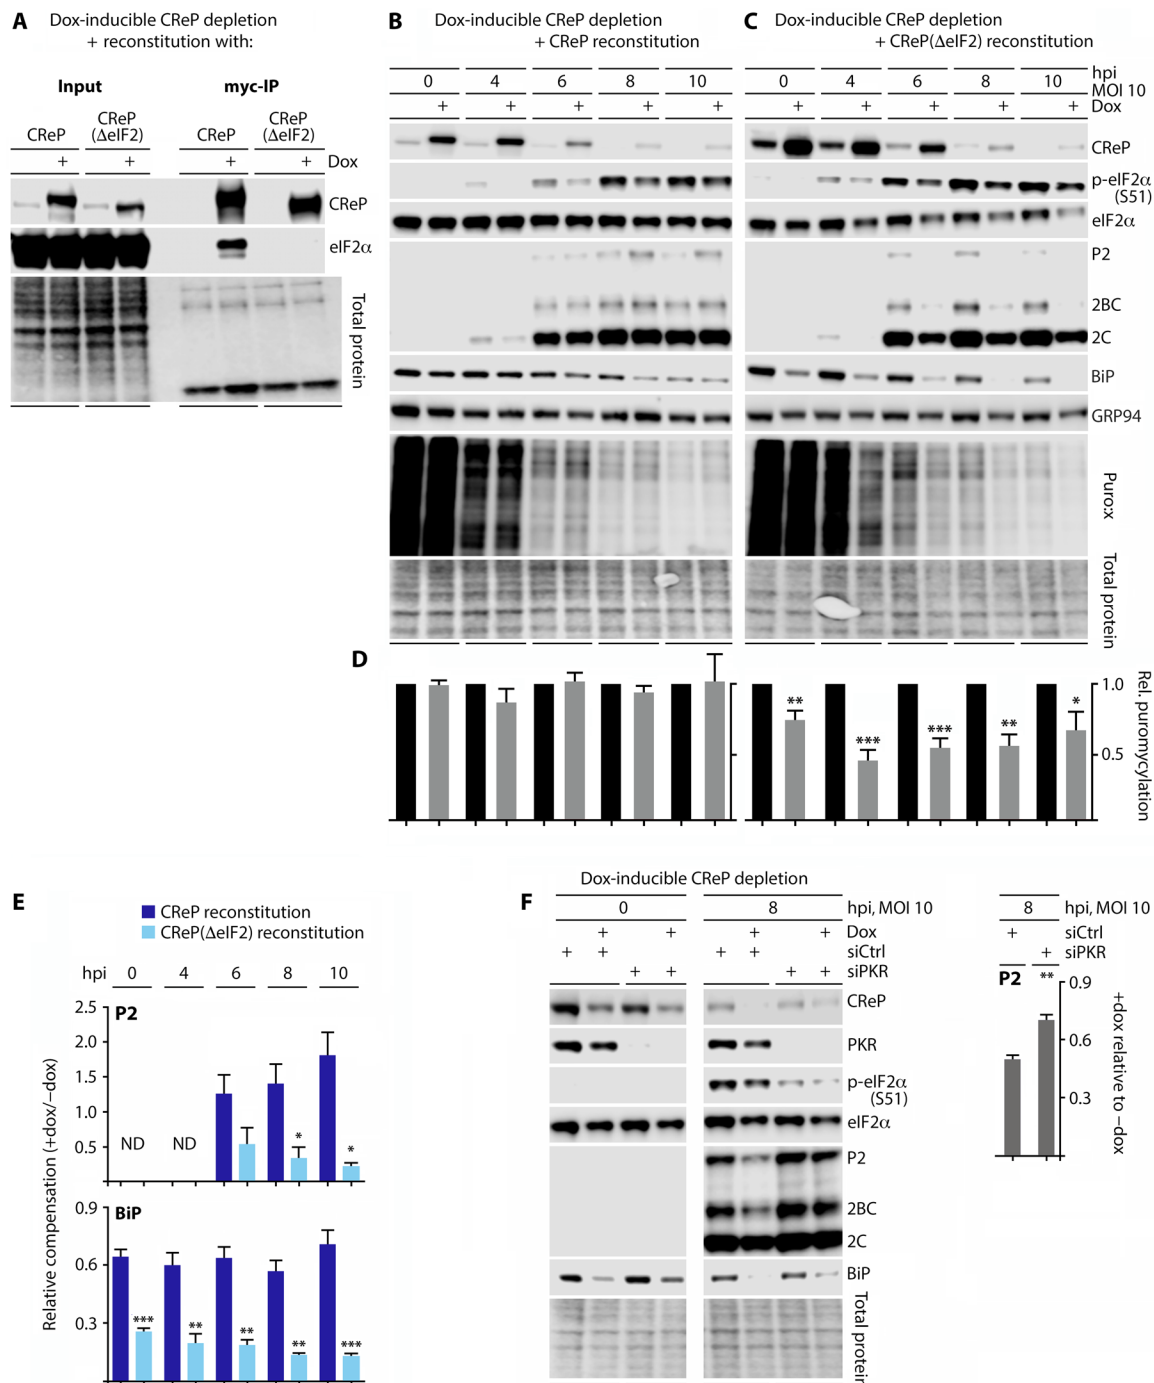 A Dox-inducible CReP depletion
+ reconstitution with:
Input myc-IP
CReP CReP (ΔeIF2) CReP CReP (ΔeIF2)
+ + + + Dox
CReP
eIF2α
Total protein
B Dox-inducible CReP depletion
+ CReP reconstitution
0 4 6 8 10
+ + + + +
C Dox-inducible CReP depletion
+ CReP(ΔeIF2) reconstitution
0 4 6 8 10 hpi
MOI 10
+ + + + + Dox
CReP
p-eIF2α
(S51)
eIF2α
P2
2BC
2C
BiP
GRP94
Puro:x
Total protein
D
** *** *** ** *
1.0
0.5
Rel. puromycylation
E
CReP reconstitution
CReP(ΔeIF2) reconstitution
hpi 0 4 6 8 10
P2
2.5
2.0
1.5
1.0
0.5
ND ND * *
BiP
0.9
0.6
0.3
*** ** ** ** ***
Relative compensation (+dox/−dox)
F Dox-inducible CReP depletion
0 8 hpi, MOI 10
+ + + + Dox
+ + + + siCtrl
+ + + + siPKR
CReP
PKR
p-eIF2α
(S51)
eIF2α
P2
2BC
2C
BiP
Total protein
8 hpi, MOI 10
+ siCtrl
+ siPKR
P2 **
0.9
0.6
0.3
+dox relative to −dox